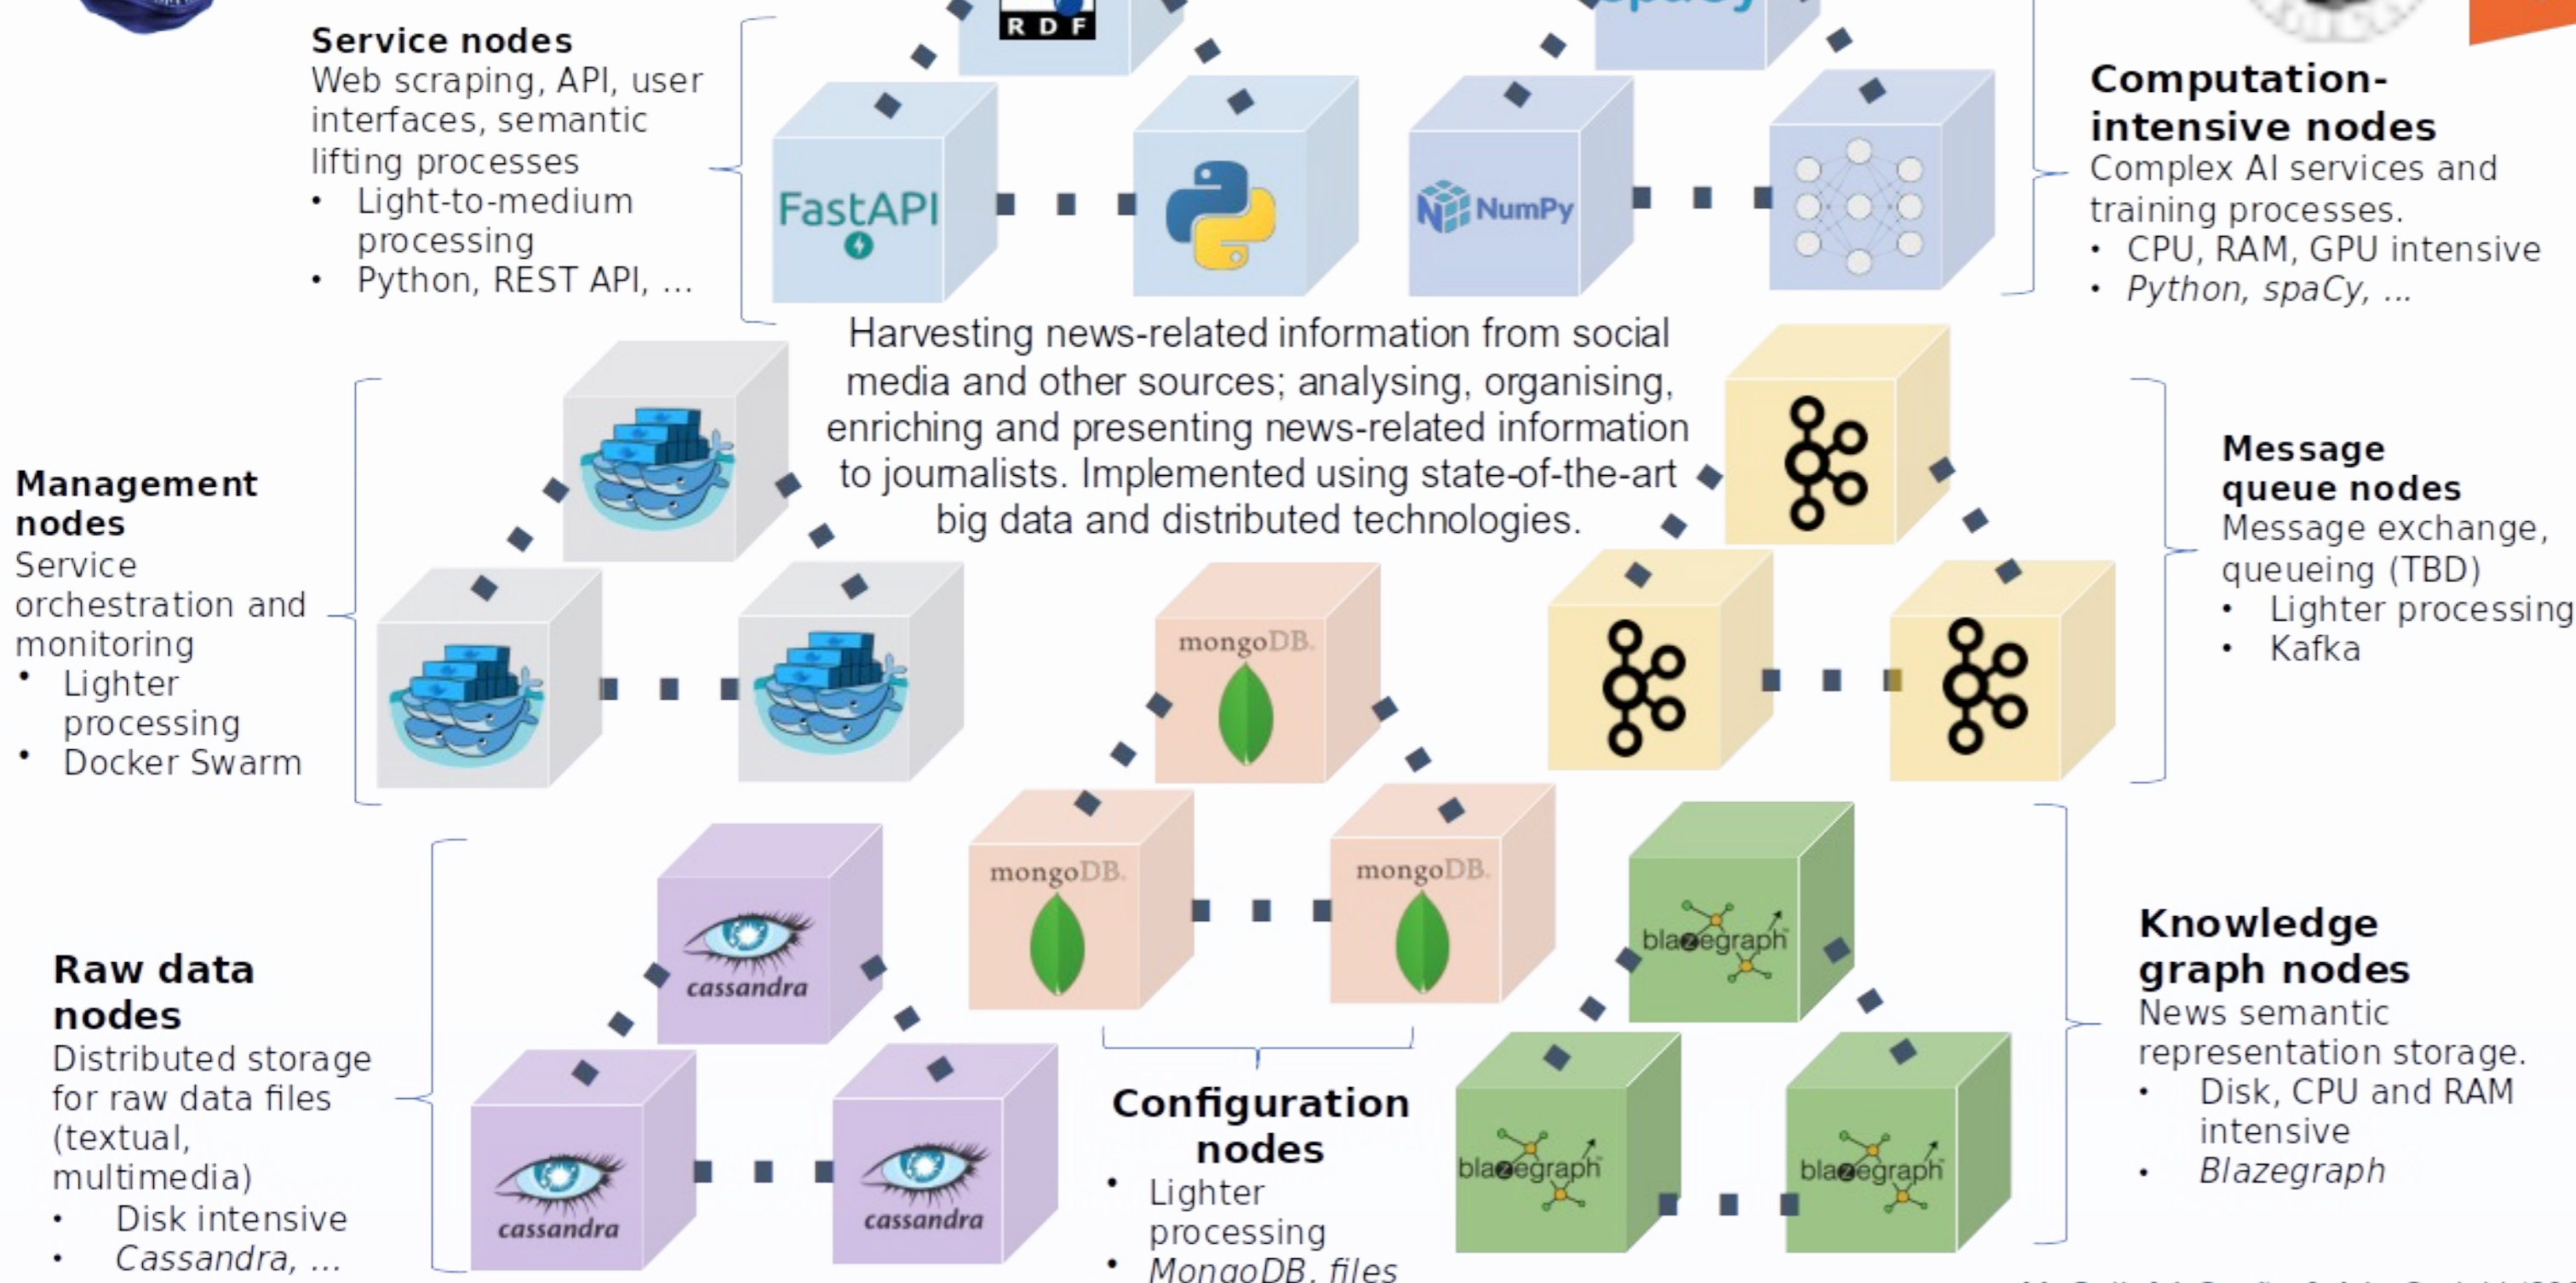 RDF
spaCy
Service nodes
Web scraping, API, user
interfaces, semantic
lifting processes
• Light-to-medium
processing
• Python, REST API, ...
FastAPI
NumPy
Computation-
intensive nodes
Complex AI services and
training processes.
• CPU, RAM, GPU intensive
• Python, spaCy, ...
Harvesting news-related information from social
media and other sources; analysing, organising,
enriching and presenting news-related information
to journalists. Implemented using state-of-the-art
big data and distributed technologies.
Management
nodes
Service
orchestration and
monitoring
• Lighter
processing
• Docker Swarm
Message
queue nodes
Message exchange,
queueing (TBD)
• Lighter processing
• Kafka
mongoDB.
mongoDB.
mongoDB.
Raw data
nodes
Distributed storage
for raw data files
(textual,
multimedia)
• Disk intensive
• Cassandra, ...
cassandra
cassandra
cassandra
Configuration
nodes
• Lighter
processing
• MongoDB, files
blazegraph™
blazegraph™
blazegraph™
Knowledge
graph nodes
News semantic
representation storage.
• Disk, CPU and RAM
intensive
• Blazegraph